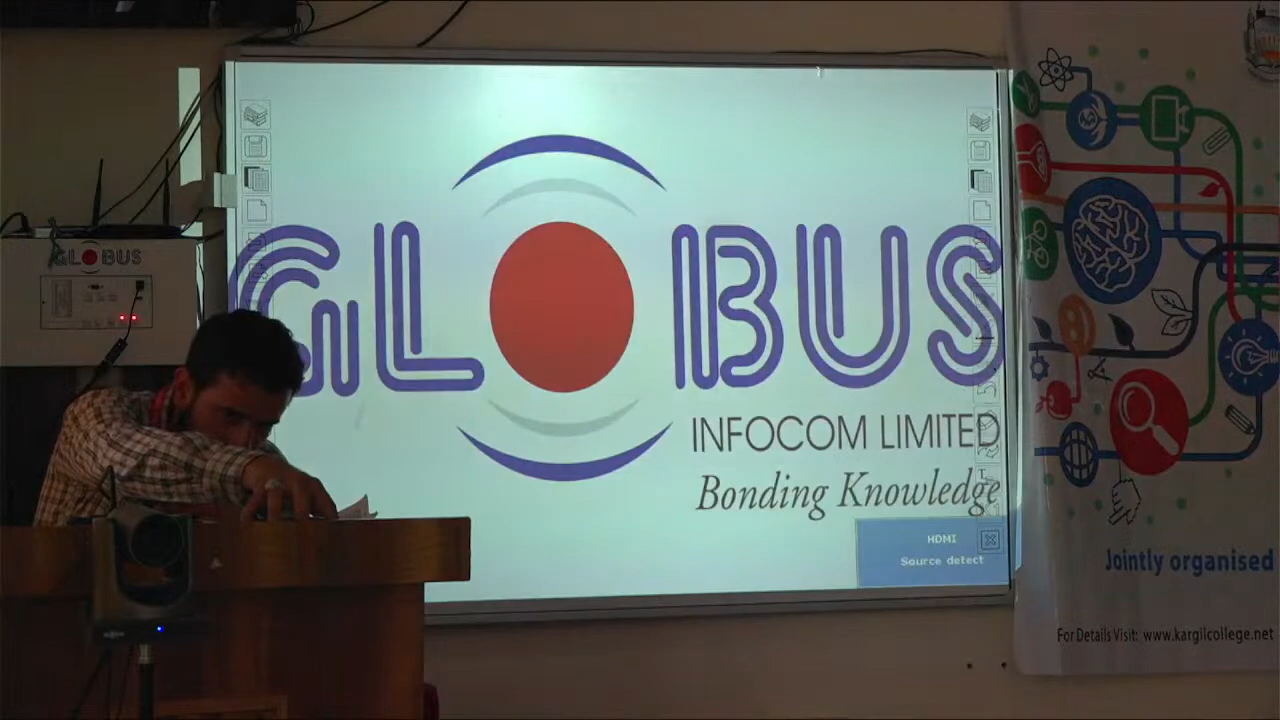 GLOBUS
INFOCOM LIMITED
Bonding Knowledge
HDMI
Source detect
GLOBUS
Jointly organised
For Details Visit: www.kargilcollege.net